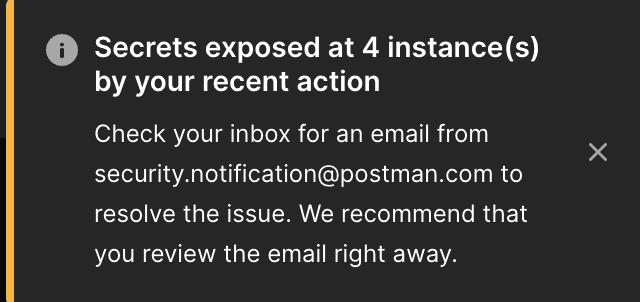 Secrets exposed at 4 instance(s)
by your recent action
Check your inbox for an email from
security.notification@postman.com to
resolve the issue. We recommend that
you review the email right away.